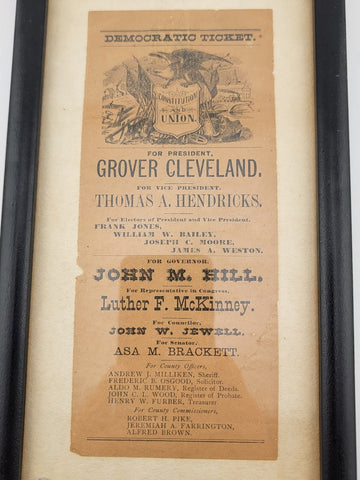 DEMOCRATIC TICKET.
CONSTITUTION
AND
UNION.
FOR PRESIDENT,
GROVER CLEVELAND.
FOR VICE PRESIDENT,
THOMAS A. HENDRICKS.
For Electors of President and Vice President,
FRANK JONES,
WILLIAM W. BAILEY,
JOSEPH C. MOORE,
JAMES A. WESTON.
FOR GOVERNOR,
JOHN M. HILL.
For Representative in Congress,
Luther F. McKinney.
For Councilor,
JOHN W. JEWELL.
For Senator,
ASA M. BRACKETT.
For County Officers,
ANDREW J. MILLIKEN, Sheriff.
FREDERIC B. OSGOOD, Solicitor.
ALDO M. RUMERY, Register of Deeds.
JOHN C. L. WOOD, Register of Probate.
HENRY W. FURBER, Treasurer.
For County Commissioners,
ROBERT H. PIKE,
JEREMIAH A. FARRINGTON,
ALFRED BROWN.